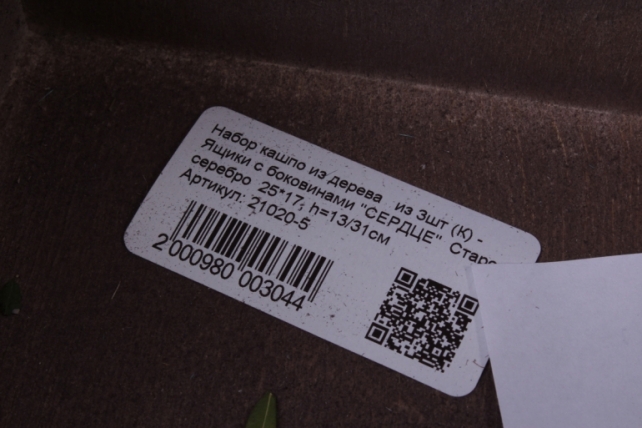 Набор кашпо из дерева из 3шт (К) -
Ящики с боковинами "СЕРДЦЕ" Старо
серебро 25*17; h=13/31см
Артикул: 21020-5
2 000980 003044